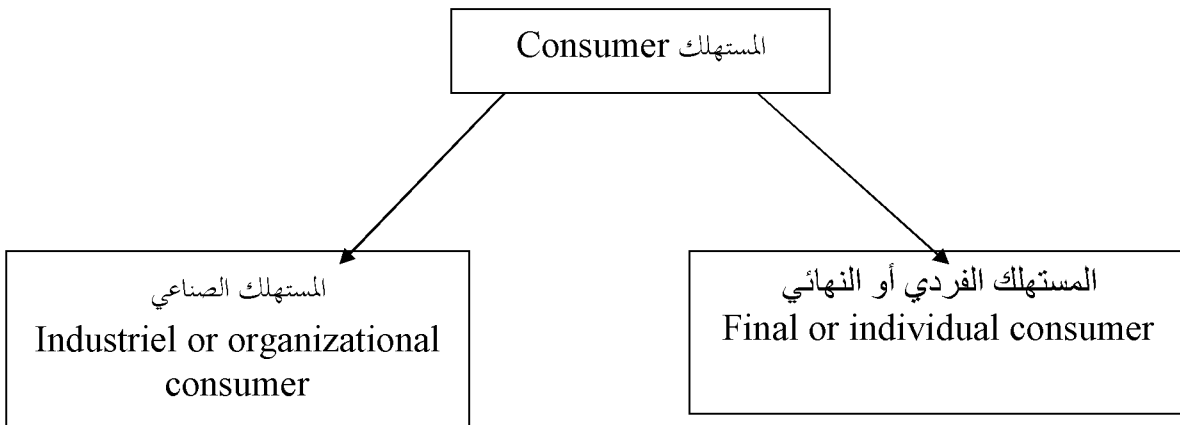 المستهلك Consumer
المستهلك الصناعي
Industriel or organizational
consumer
المستهلك الفردي أو النهائي
Final or individual consumer